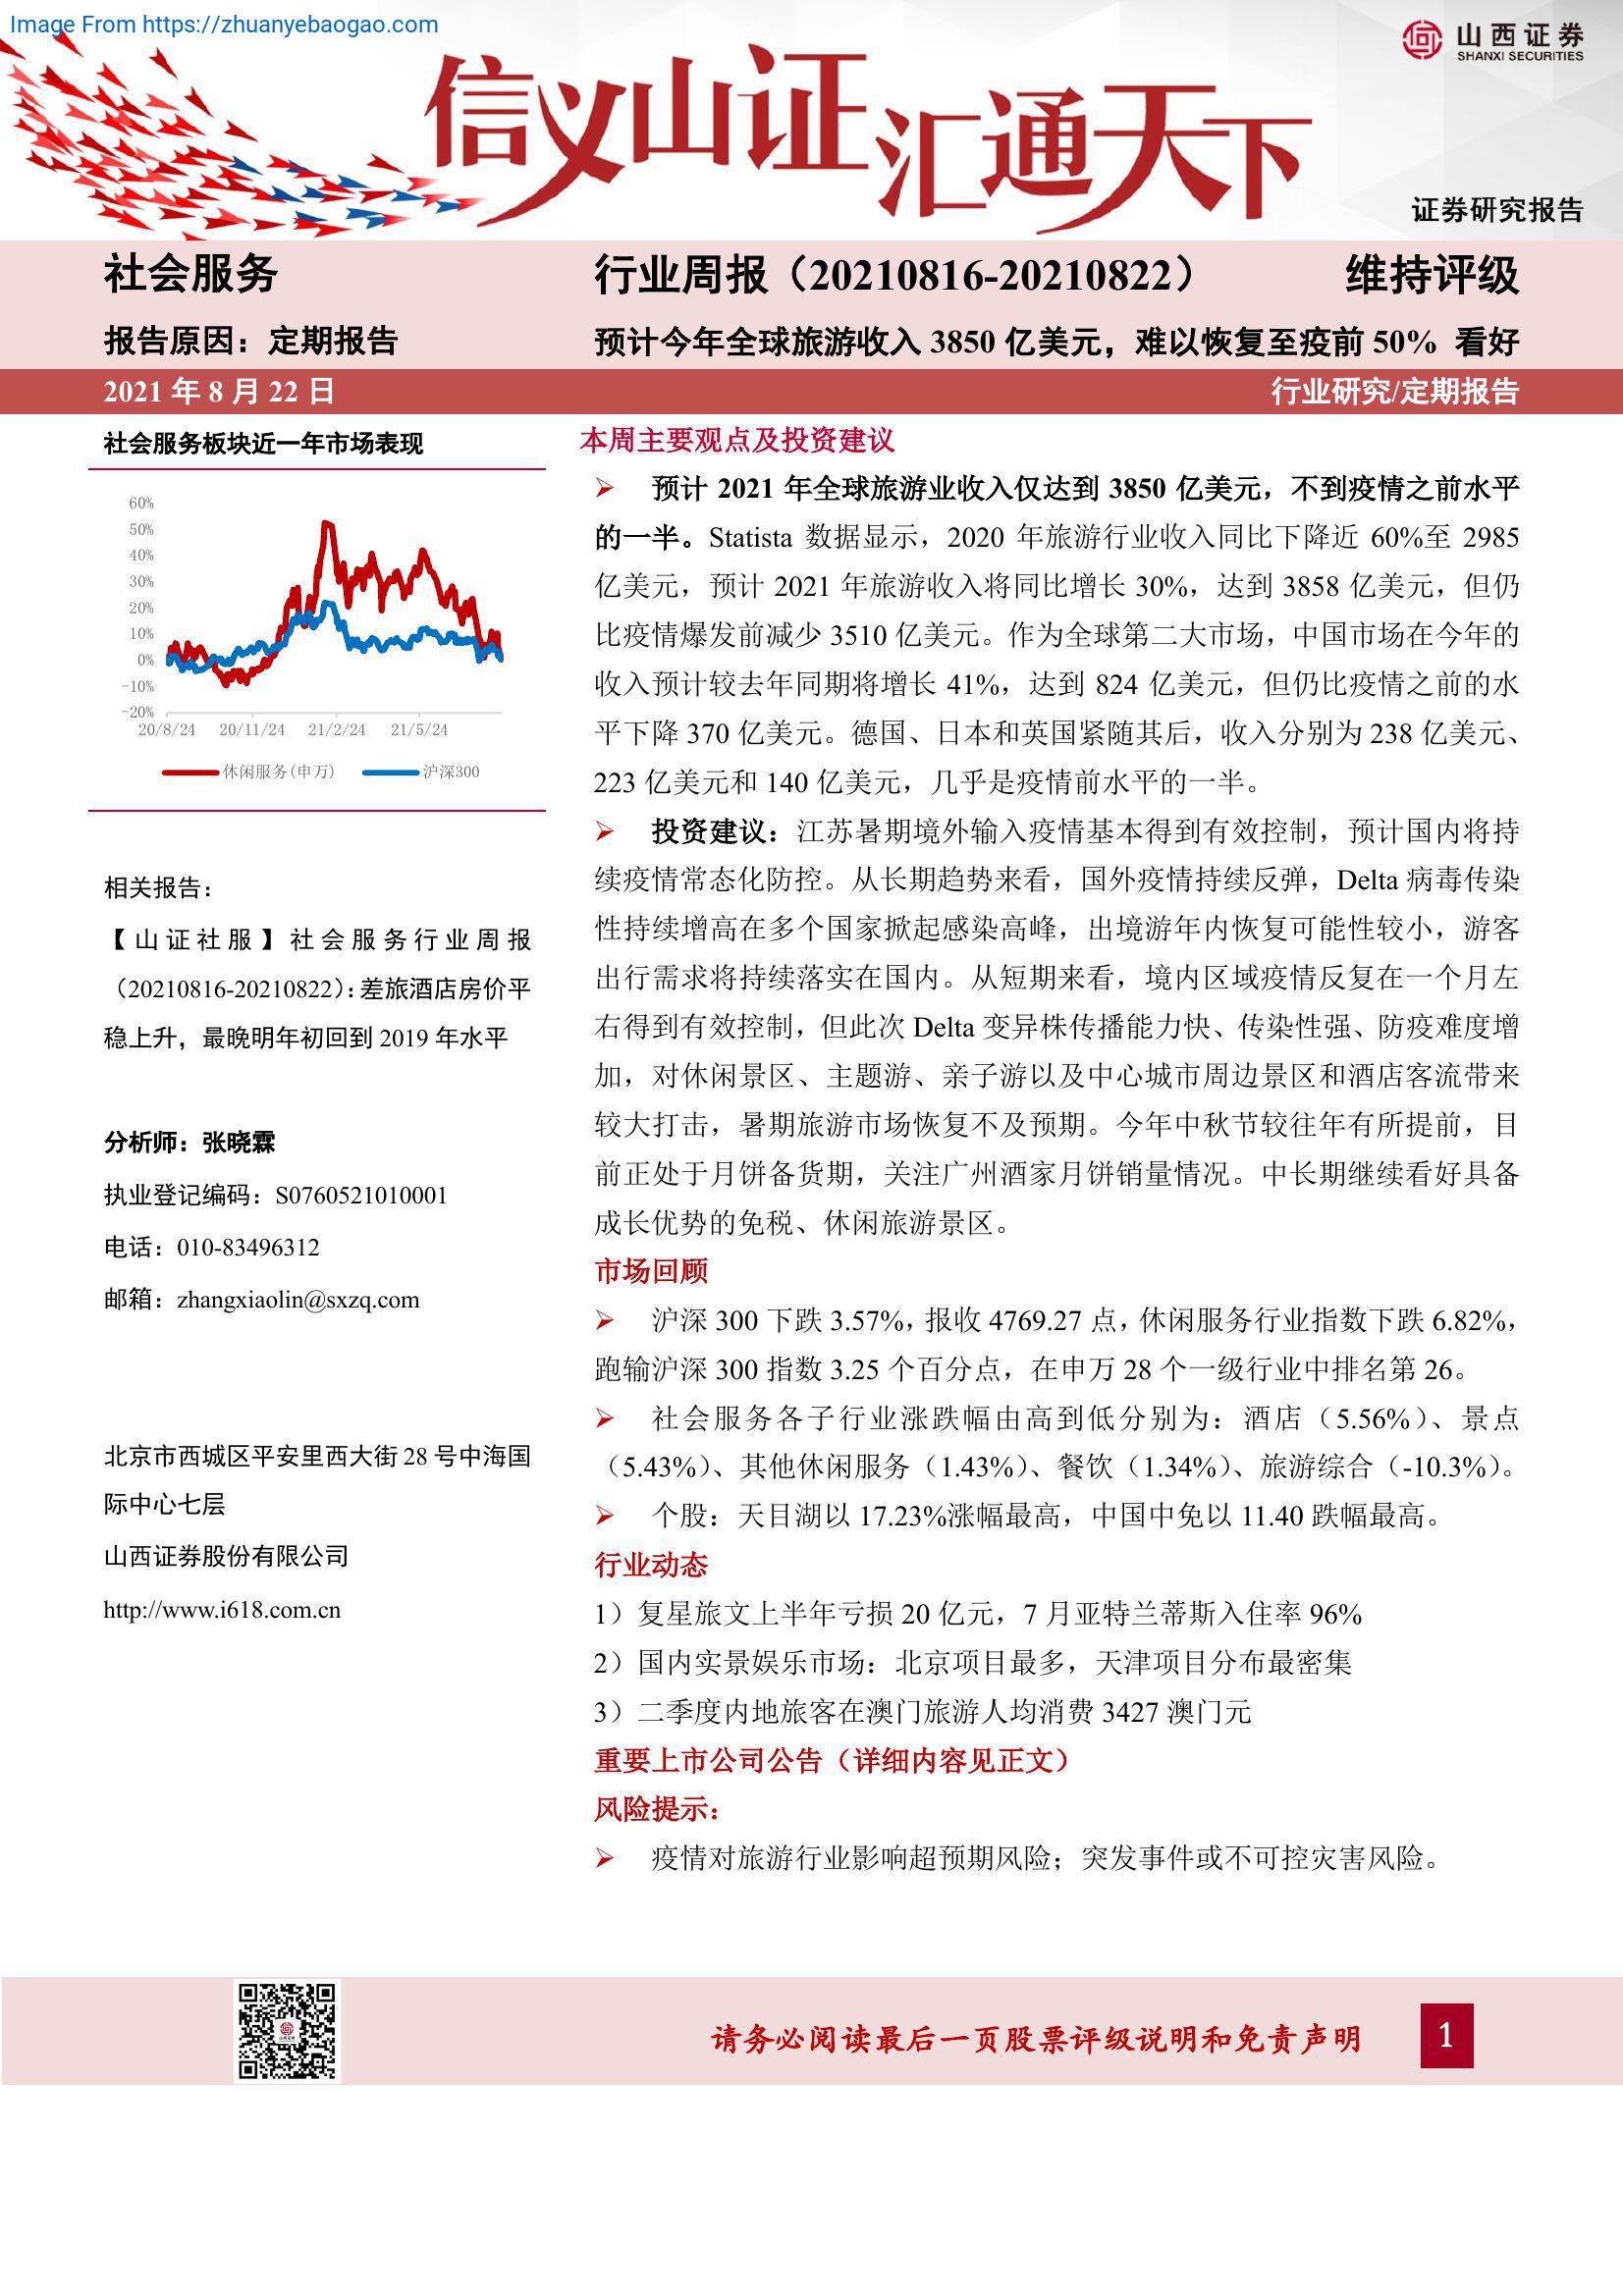 Image From https://zhuanyebaogao.com
信义山证汇通天下
山西证券
SHANXI SECURITIES
证券研究报告
社会服务
行业周报（20210816-20210822） 维持评级
报告原因：定期报告
预计今年全球旅游收入 3850 亿美元，难以恢复至疫前 50% 看好
2021 年 8 月 22 日
行业研究/定期报告
社会服务板块近一年市场表现
60%
50%
40%
30%
20%
10%
0%
-10%
-20%
20/8/24 20/11/24 21/2/24 21/5/24
休闲服务(申万) 沪深300
相关报告：
【山证社服】社会服务行业周报
（20210816-20210822）：差旅酒店房价平
稳上升，最晚明年初回到 2019 年水平
分析师：张晓霖
执业登记编码：S0760521010001
电话：010-83496312
邮箱：zhangxiaolin@sxzq.com
北京市西城区平安里西大街 28 号中海国
际中心七层
山西证券股份有限公司
http://www.i618.com.cn
本周主要观点及投资建议
➢ 预计 2021 年全球旅游业收入仅达到 3850 亿美元，不到疫情之前水平
的一半。Statista 数据显示，2020 年旅游行业收入同比下降近 60%至 2985
亿美元，预计 2021 年旅游收入将同比增长 30%，达到 3858 亿美元，但仍
比疫情爆发前减少 3510 亿美元。作为全球第二大市场，中国市场在今年的
收入预计较去年同期将增长 41%，达到 824 亿美元，但仍比疫情之前的水
平下降 370 亿美元。德国、日本和英国紧随其后，收入分别为 238 亿美元、
223 亿美元和 140 亿美元，几乎是疫情前水平的一半。
➢ 投资建议：江苏暑期境外输入疫情基本得到有效控制，预计国内将持
续疫情常态化防控。从长期趋势来看，国外疫情持续反弹，Delta 病毒传染
性持续增高在多个国家掀起感染高峰，出境游年内恢复可能性较小，游客
出行需求将持续落实在国内。从短期来看，境内区域疫情反复在一个月左
右得到有效控制，但此次 Delta 变异株传播能力快、传染性强、防疫难度增
加，对休闲景区、主题游、亲子游以及中心城市周边景区和酒店客流带来
较大打击，暑期旅游市场恢复不及预期。今年中秋节较往年有所提前，目
前正处于月饼备货期，关注广州酒家月饼销量情况。中长期继续看好具备
成长优势的免税、休闲旅游景区。
市场回顾
➢ 沪深 300 下跌 3.57%，报收 4769.27 点，休闲服务行业指数下跌 6.82%，
跑输沪深 300 指数 3.25 个百分点，在申万 28 个一级行业中排名第 26。
➢ 社会服务各子行业涨跌幅由高到低分别为：酒店（5.56%）、景点
（5.43%）、其他休闲服务（1.43%）、餐饮（1.34%）、旅游综合（-10.3%）。
➢ 个股：天目湖以 17.23%涨幅最高，中国中免以 11.40 跌幅最高。
行业动态
1）复星旅文上半年亏损 20 亿元，7 月亚特兰蒂斯入住率 96%
2）国内实景娱乐市场：北京项目最多，天津项目分布最密集
3）二季度内地旅客在澳门旅游人均消费 3427 澳门元
重要上市公司公告（详细内容见正文）
风险提示：
➢ 疫情对旅游行业影响超预期风险；突发事件或不可控灾害风险。
请务必阅读最后一页股票评级说明和免责声明
1